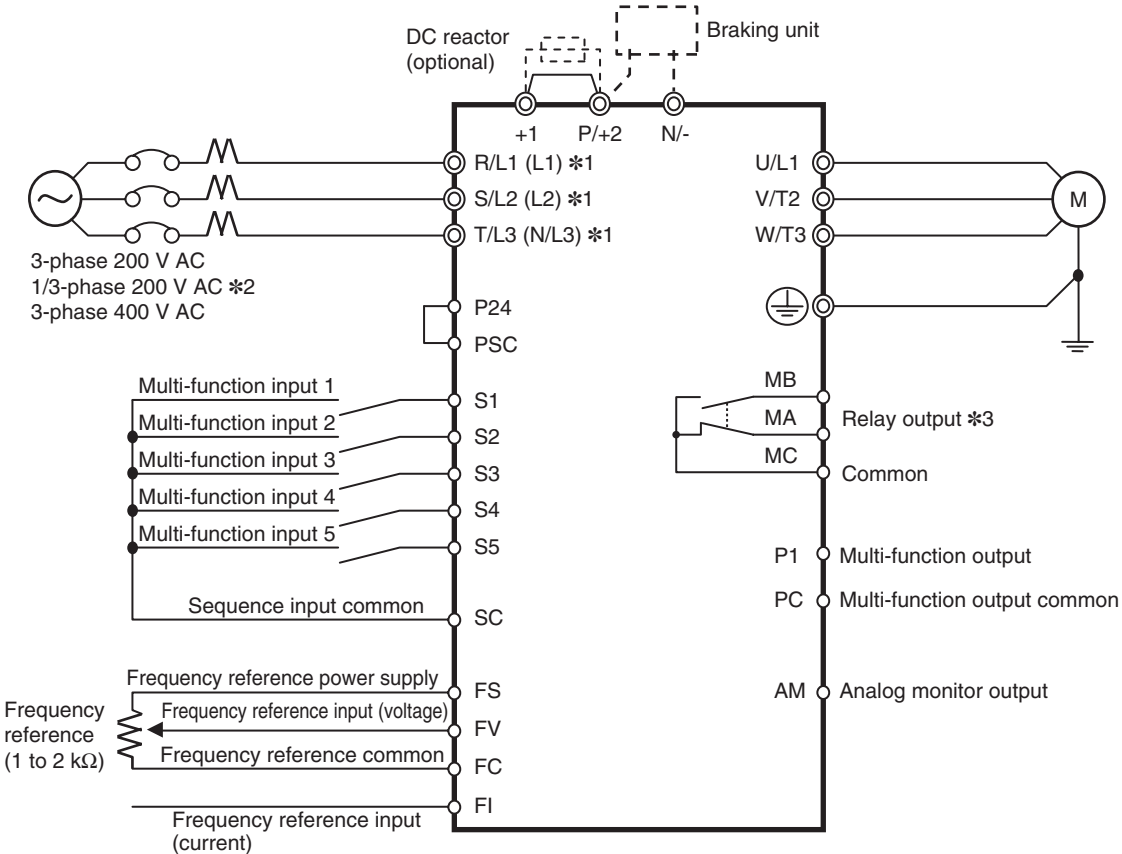 DC reactor
(optional)
Braking unit
+1
P/+2
N/-
R/L1 (L1) ✻1
S/L2 (L2) ✻1
T/L3 (N/L3) ✻1
U/L1
V/T2
W/T3
M
3-phase 200 V AC
1/3-phase 200 V AC ✻2
3-phase 400 V AC
P24
PSC
Multi-function input 1
S1
Multi-function input 2
S2
Multi-function input 3
S3
Multi-function input 4
S4
Multi-function input 5
S5
Sequence input common
SC
MB
MA
Relay output ✻3
MC
Common
P1
Multi-function output
PC
Multi-function output common
AM
Analog monitor output
Frequency reference power supply
FS
Frequency
reference
(1 to 2 kΩ)
Frequency reference input (voltage)
FV
Frequency reference common
FC
FI
Frequency reference input
(current)